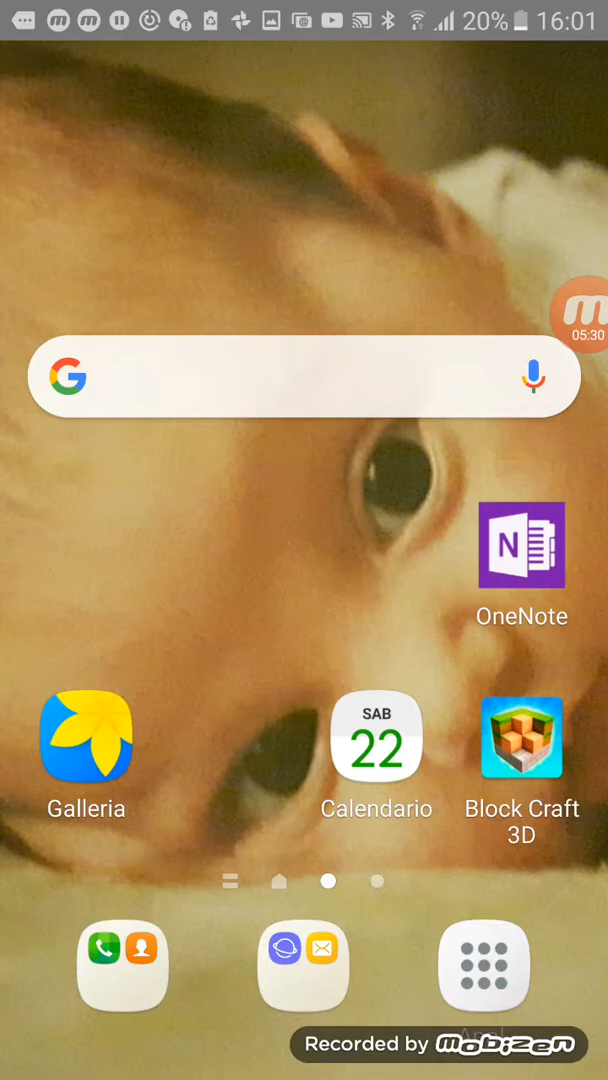 20% 16:01
05:30
N
OneNote
SAB
22
Galleria
Calendario
Block Craft
3D
Recorded by mobizen